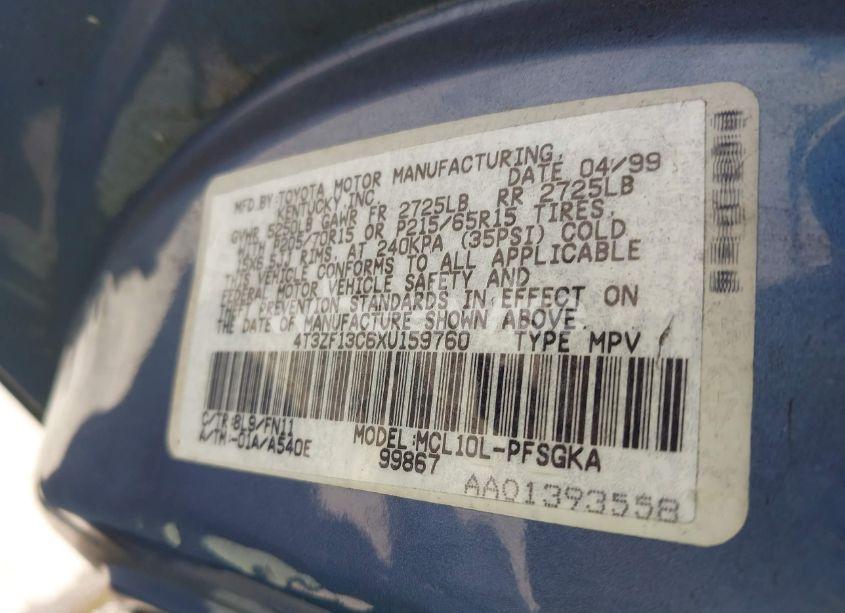 MFD.BY:TOYOTA MOTOR MANUFACTURING,
KENTUCKY,INC. DATE 04/99
GVWR 5250LB GAWR FR 2725LB RR 2725LB
WITH P205/70R15 OR P215/65R15 TIRES,
15X6.5JJ RIMS, AT 240KPA (35PSI) COLD
THIS VEHICLE CONFORMS TO ALL APPLICABLE
FEDERAL MOTOR VEHICLE SAFETY AND
THEFT PREVENTION STANDARDS IN EFFECT ON
THE DATE OF MANUFACTURE SHOWN ABOVE.
4T3ZF13C6XU159760 TYPE MPV
C/TR:8L9/FN11
A/TM:-01A/A540E
MODEL:MCL10L-PFSGKA
99867
AA01393558